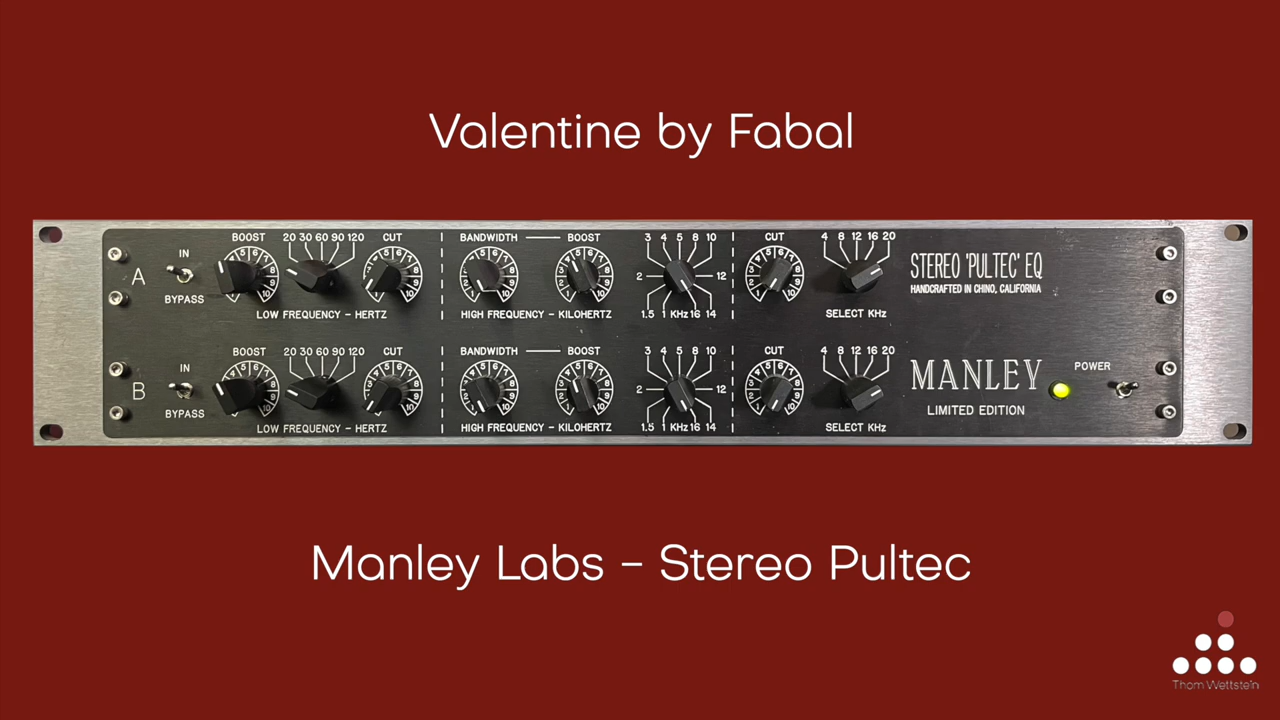 Valentine by Fabal
BOOST 20 30 60 90 120 CUT BANDWIDTH BOOST 3 4 5 8 10 CUT 4 8 12 16 20
IN
A
BYPASS
2 12
STEREO 'PULTEC' EQ
HANDCRAFTED IN CHINO, CALIFORNIA
LOW FREQUENCY - HERTZ HIGH FREQUENCY - KILOHERTZ 1.5 1 KHz 16 14 SELECT KHz
BOOST 20 30 60 90 120 CUT BANDWIDTH BOOST 3 4 5 8 10 CUT 4 8 12 16 20
IN
B
BYPASS
2 12
MANLEY
POWER
LIMITED EDITION
LOW FREQUENCY - HERTZ HIGH FREQUENCY - KILOHERTZ 1.5 1 KHz 16 14 SELECT KHz
Manley Labs - Stereo Pultec
Thom Wettstein